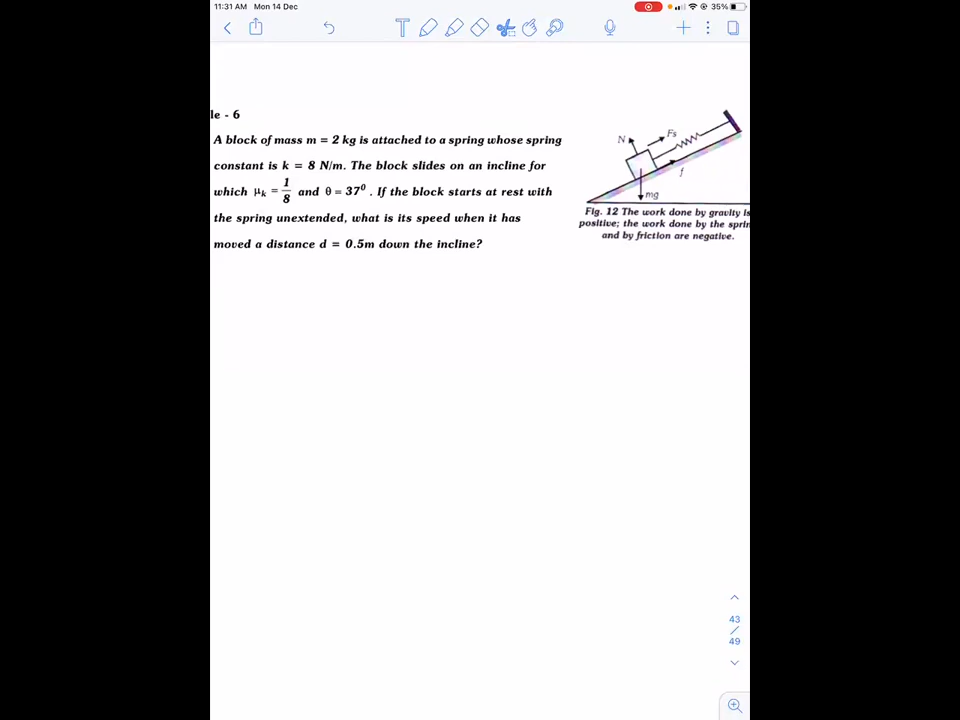 11:31 AM Mon 14 Dec
35%
T
le - 6
A block of mass m = 2 kg is attached to a spring whose spring
constant is k = 8 N/m. The block slides on an incline for
which μk = 1/8 and θ = 37⁰ . If the block starts at rest with
the spring unextended, what is its speed when it has
moved a distance d = 0.5m down the incline?
N
Fs
f
mg
Fig. 12 The work done by gravity is
positive; the work done by the sprin
and by friction are negative.
43
/
49